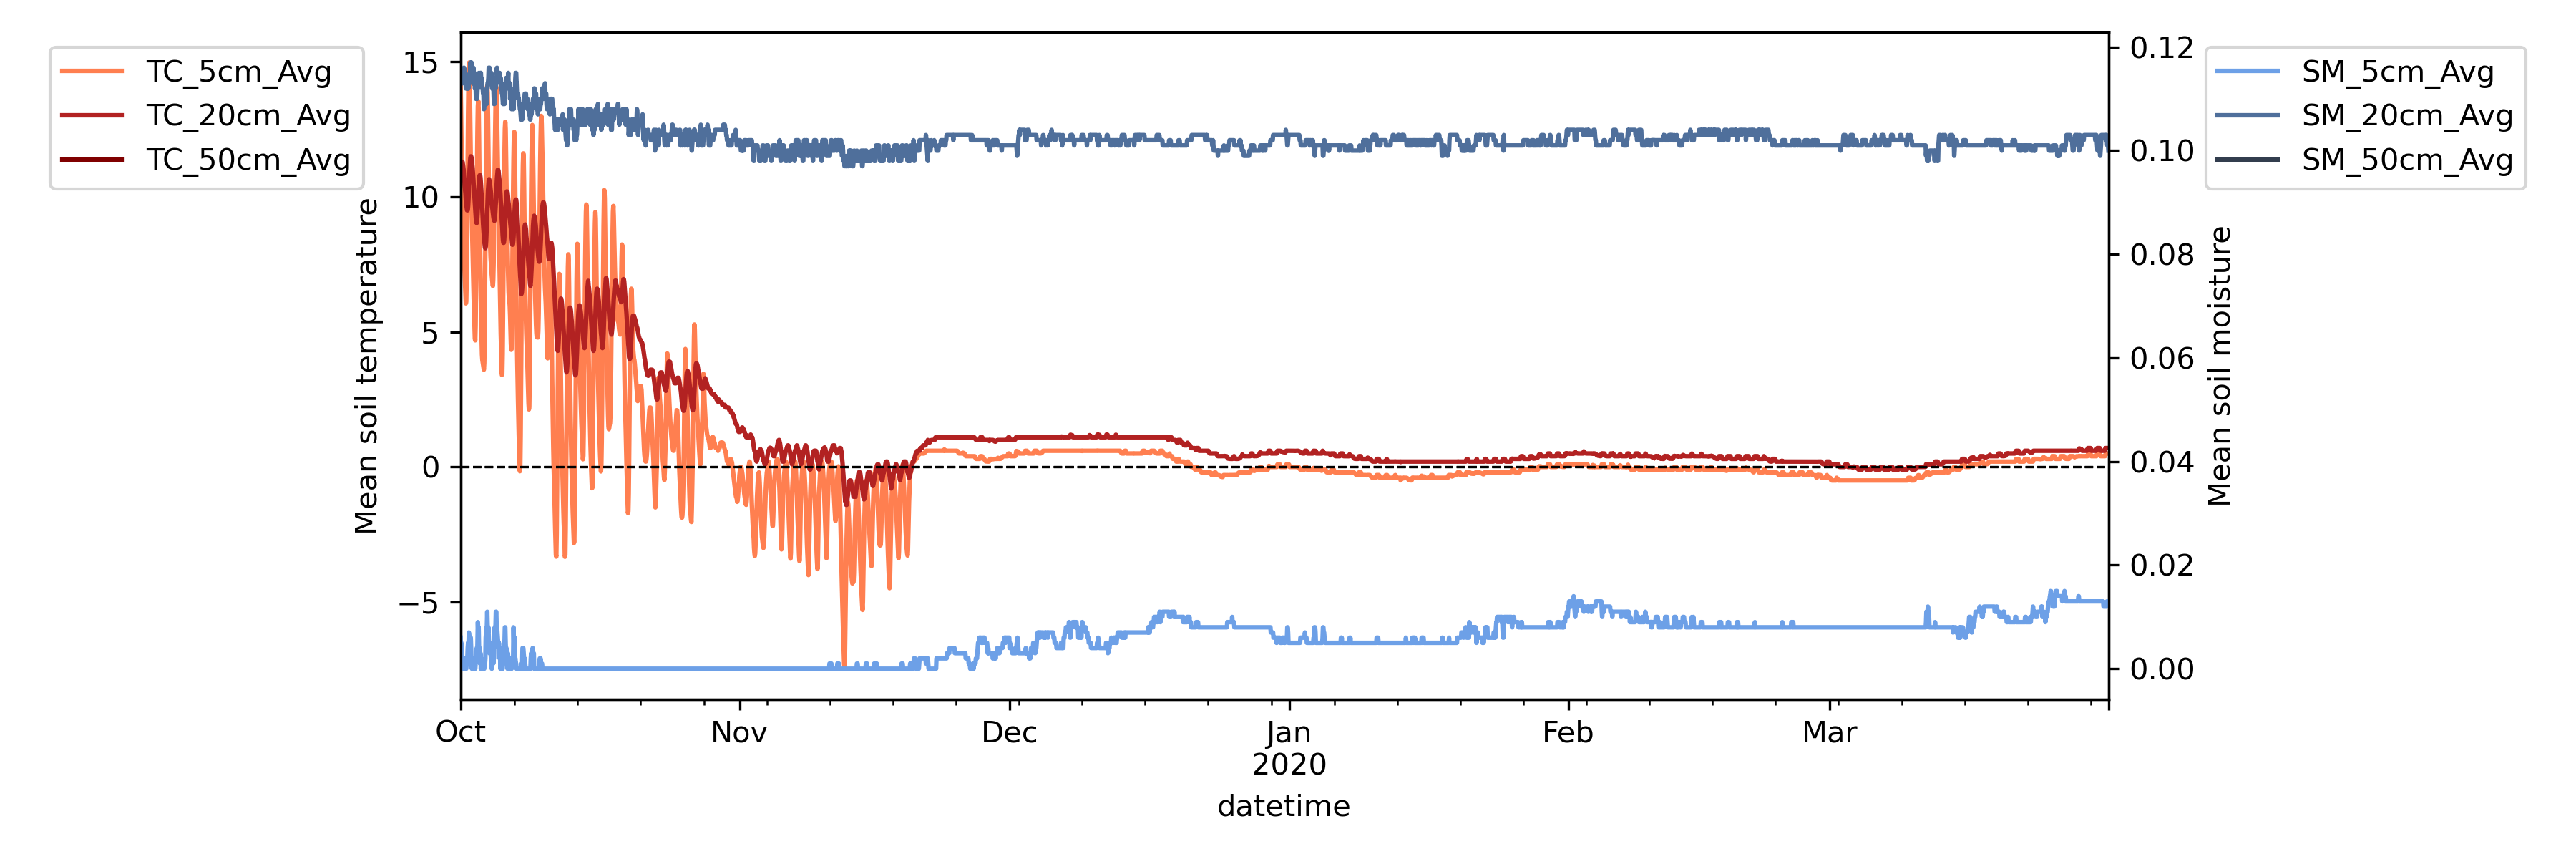 TC_5cm_Avg
TC_20cm_Avg
TC_50cm_Avg
Mean soil temperature
15
10
5
0
−5
0.12
0.10
0.08
0.06
0.04
0.02
0.00
Mean soil moisture
SM_5cm_Avg
SM_20cm_Avg
SM_50cm_Avg
Oct
Nov
Dec
Jan
2020
Feb
Mar
datetime